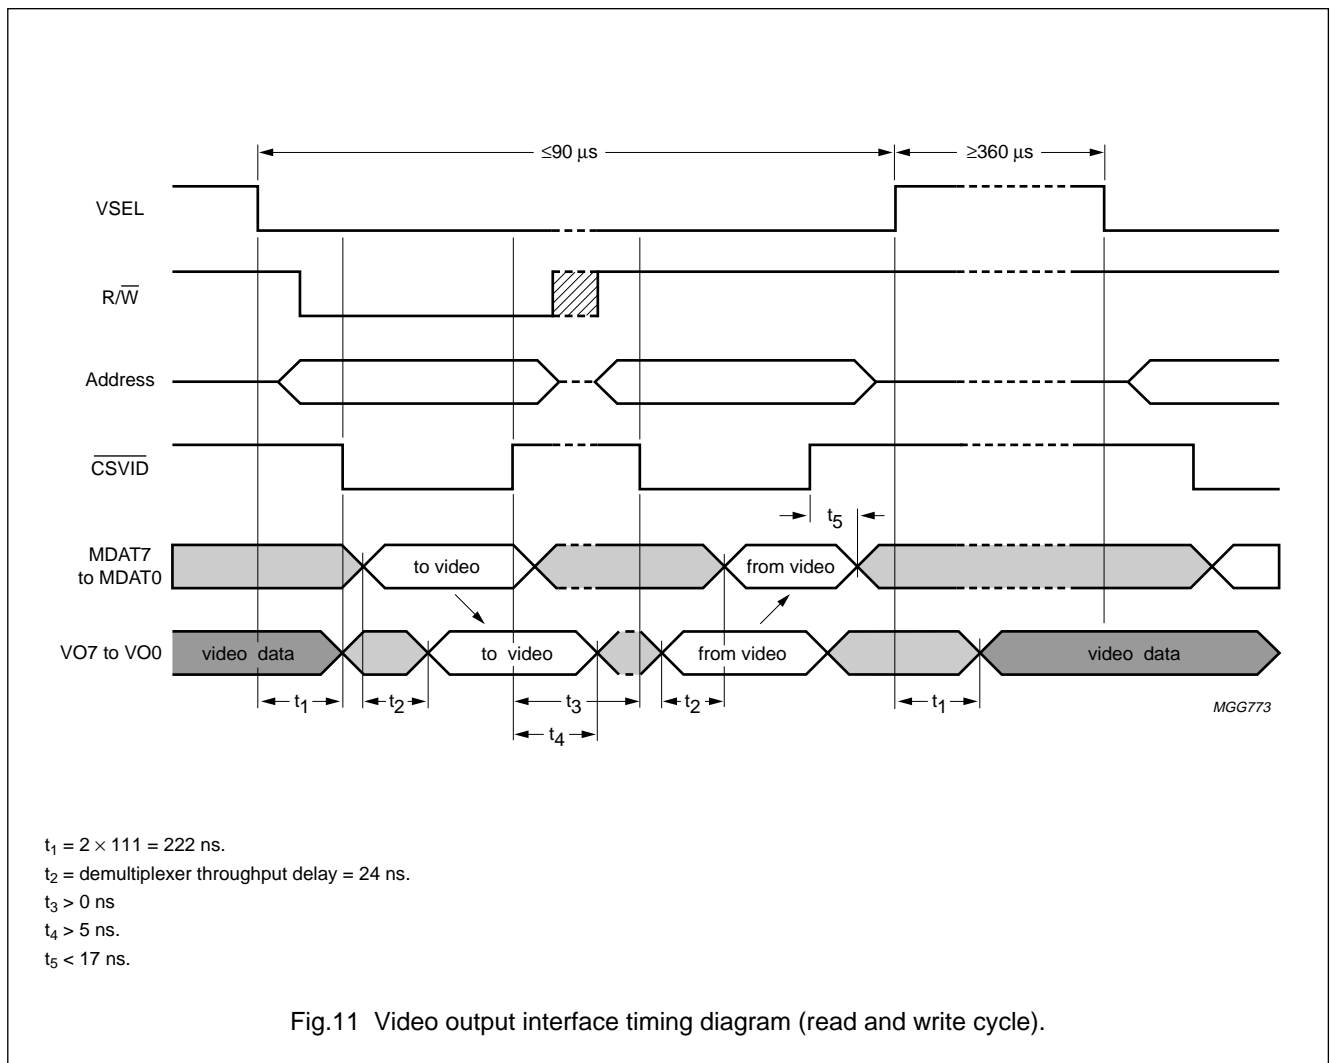 ≤90 µs
≥360 µs
VSEL
R/W̅
Address
C̅S̅V̅I̅D̅
t5
MDAT7
to MDAT0
to video
from video
VO7 to VO0
video data
to video
from video
video data
t1
t2
t3
t2
t1
MGG773
t4
t1 = 2 × 111 = 222 ns.
t2 = demultiplexer throughput delay = 24 ns.
t3 > 0 ns
t4 > 5 ns.
t5 < 17 ns.
Fig.11 Video output interface timing diagram (read and write cycle).